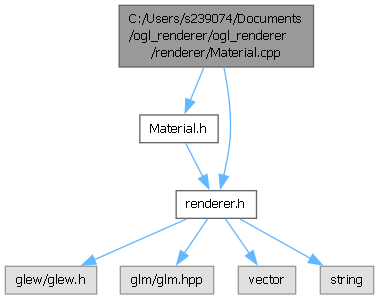 C:/Users/s239074/Documents
/ogl_renderer/ogl_renderer
/renderer/Material.cpp
Material.h
renderer.h
glew/glew.h
glm/glm.hpp
vector
string